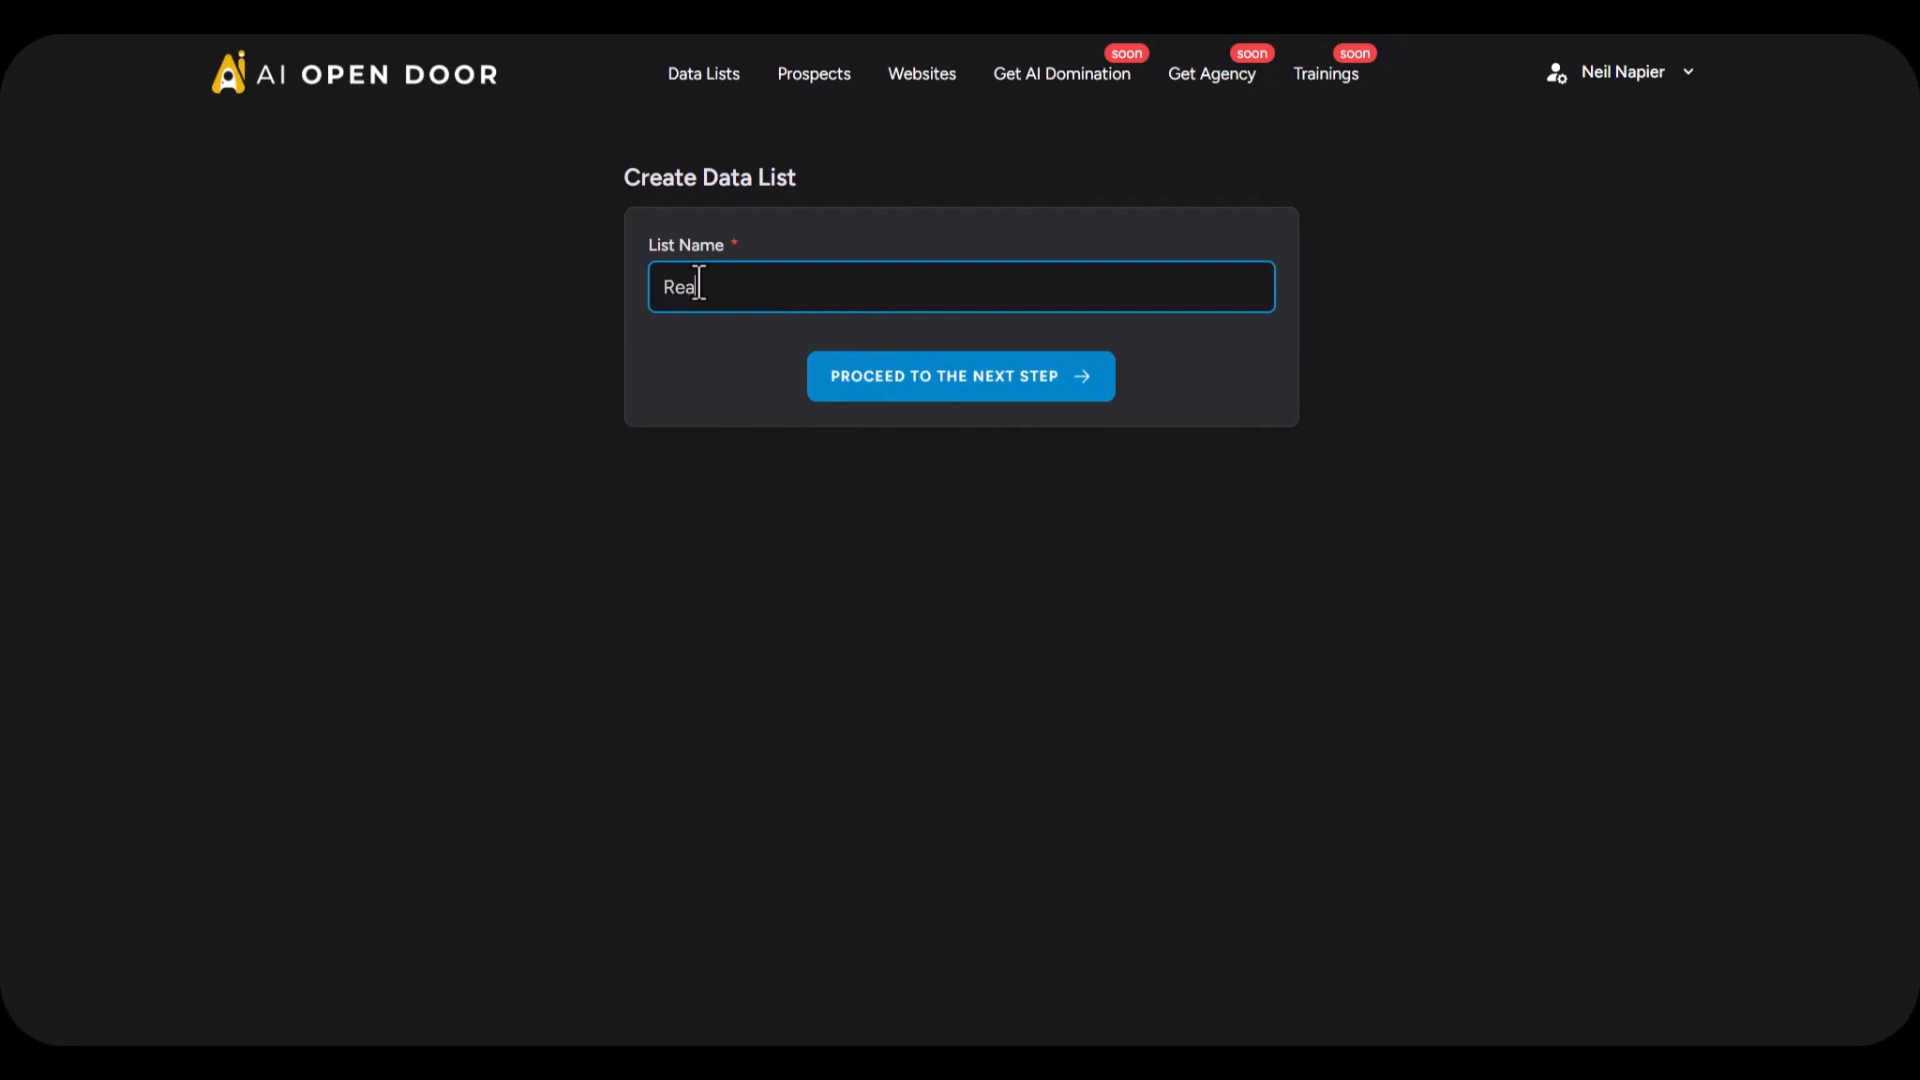 AI OPEN DOOR
Data Lists
Prospects
Websites
Get AI Domination
soon
Get Agency
soon
Trainings
soon
Neil Napier
Create Data List
List Name *
Rea
PROCEED TO THE NEXT STEP